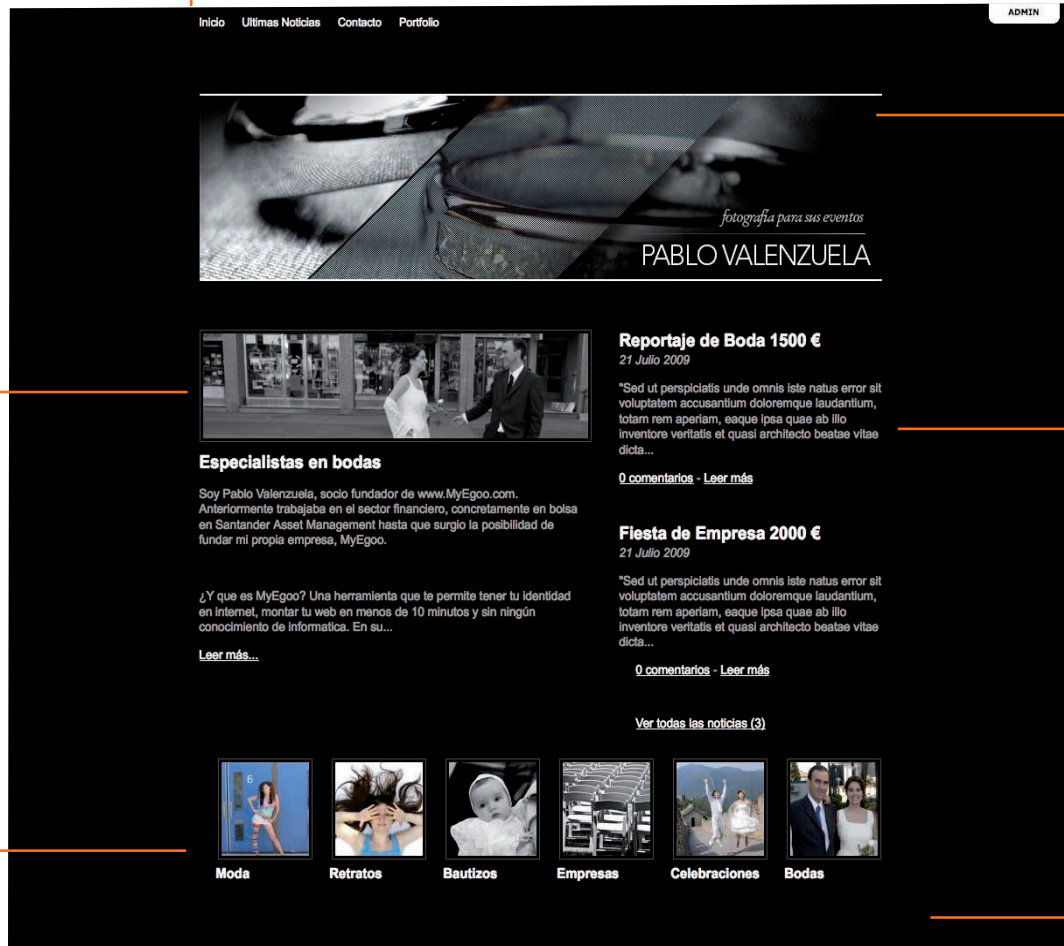 Inicio Ultimas Noticias Contacto Portfolio
ADMIN
fotografía para sus eventos
PABLO VALENZUELA
Especialistas en bodas
Soy Pablo Valenzuela, socio fundador de www.MyEgoo.com.
Anteriormente trabajaba en el sector financiero, concretamente en bolsa
en Santander Asset Management hasta que surgio la posibilidad de
fundar mi propia empresa, MyEgoo.
¿Y que es MyEgoo? Una herramienta que te permite tener tu identidad
en internet, montar tu web en menos de 10 minutos y sin ningún
conocimiento de informatica. En su...
Leer más...
Reportaje de Boda 1500 €
21 Julio 2009
"Sed ut perspiciatis unde omnis iste natus error sit
voluptatem accusantium doloremque laudantium,
totam rem aperiam, eaque ipsa quae ab illo
inventore veritatis et quasi architecto beatae vitae
dicta...
0 comentarios - Leer más
Fiesta de Empresa 2000 €
21 Julio 2009
"Sed ut perspiciatis unde omnis iste natus error sit
voluptatem accusantium doloremque laudantium,
totam rem aperiam, eaque ipsa quae ab illo
inventore veritatis et quasi architecto beatae vitae
dicta...
0 comentarios - Leer más
Ver todas las noticias (3)
6
Moda Retratos Bautizos Empresas Celebraciones Bodas